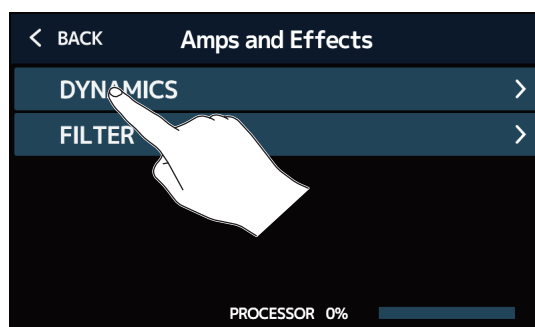 < BACK Amps and Effects
DYNAMICS >
FILTER >
PROCESSOR 0%